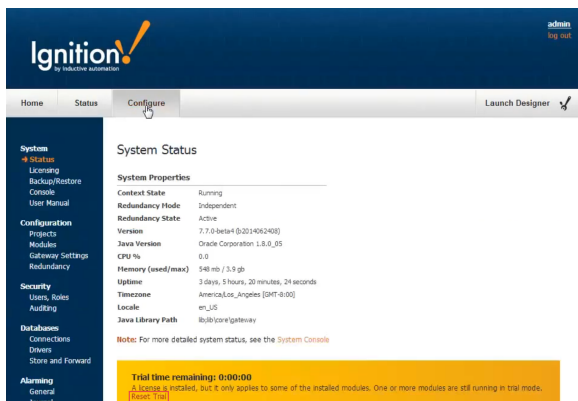 admin
log out
Ignition!
by inductive automation
Home Status Configure Launch Designer
System
Status
Licensing
Backup/Restore
Console
User Manual
Configuration
Projects
Modules
Gateway Settings
Redundancy
Security
Users, Roles
Auditing
Databases
Connections
Drivers
Store and Forward
Alarming
General
System Status
System Properties
Context State Running
Redundancy Mode Independent
Redundancy State Active
Version 7.7.0-beta4 (b2014062408)
Java Version Oracle Corporation 1.8.0_05
CPU % 0.0
Memory (used/max) 548 mb / 3.9 gb
Uptime 3 days, 5 hours, 20 minutes, 24 seconds
Timezone America/Los_Angeles [GMT-8:00]
Locale en_US
Java Library Path lib;lib\core\gateway
Note: For more detailed system status, see the System Console
Trial time remaining: 0:00:00
A license is installed, but it only applies to some of the installed modules. One or more modules are still running in trial mode.
Reset Trial